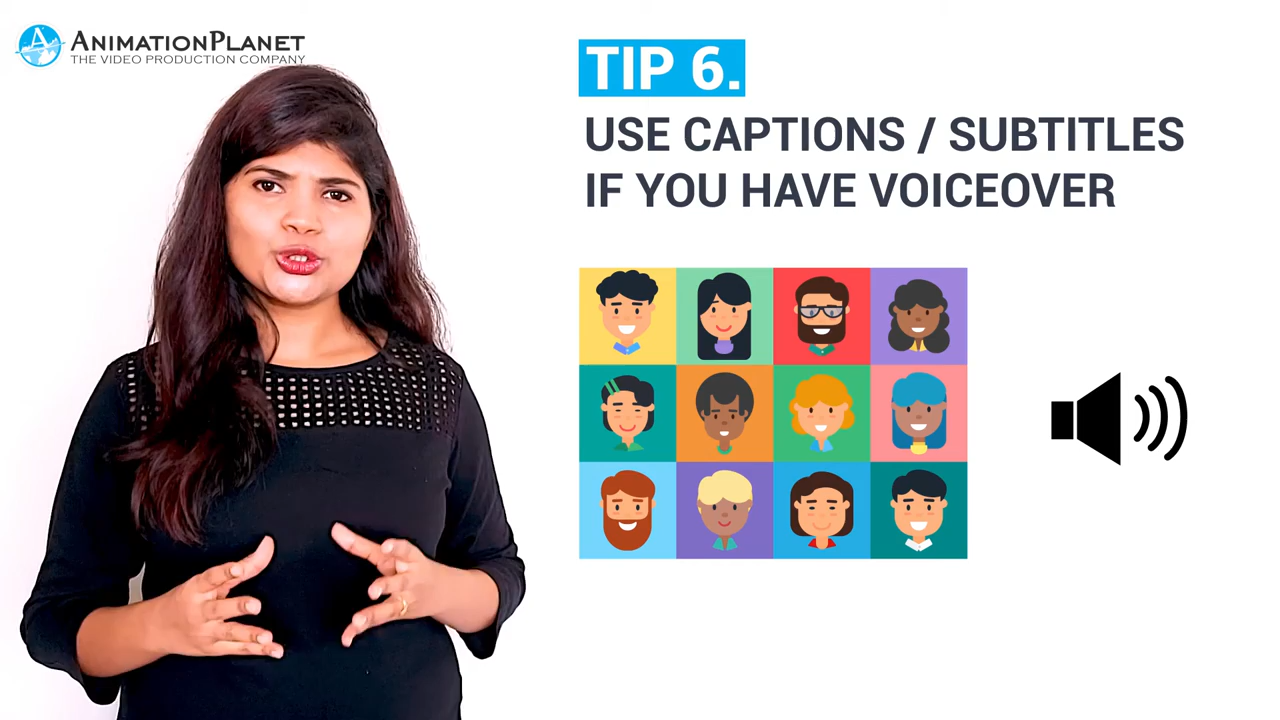 ANIMATIONPLANET
THE VIDEO PRODUCTION COMPANY
TIP 6.
USE CAPTIONS / SUBTITLES
IF YOU HAVE VOICEOVER